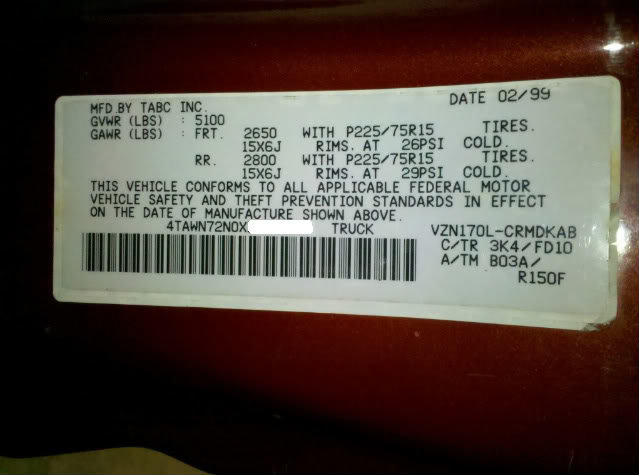 MFD.BY TABC INC. DATE 02/99
GVWR (LBS) : 5100
GAWR (LBS) : FRT. 2650 WITH P225/75R15 TIRES.
15X6J RIMS. AT 26PSI COLD.
RR. 2800 WITH P225/75R15 TIRES.
15X6J RIMS. AT 29PSI COLD.
THIS VEHICLE CONFORMS TO ALL APPLICABLE FEDERAL MOTOR
VEHICLE SAFETY AND THEFT PREVENTION STANDARDS IN EFFECT
ON THE DATE OF MANUFACTURE SHOWN ABOVE.
4TAWN72N0X TRUCK VZN170L-CRMDKAB
C/TR 3K4/FD10
A/TM B03A/
R150F